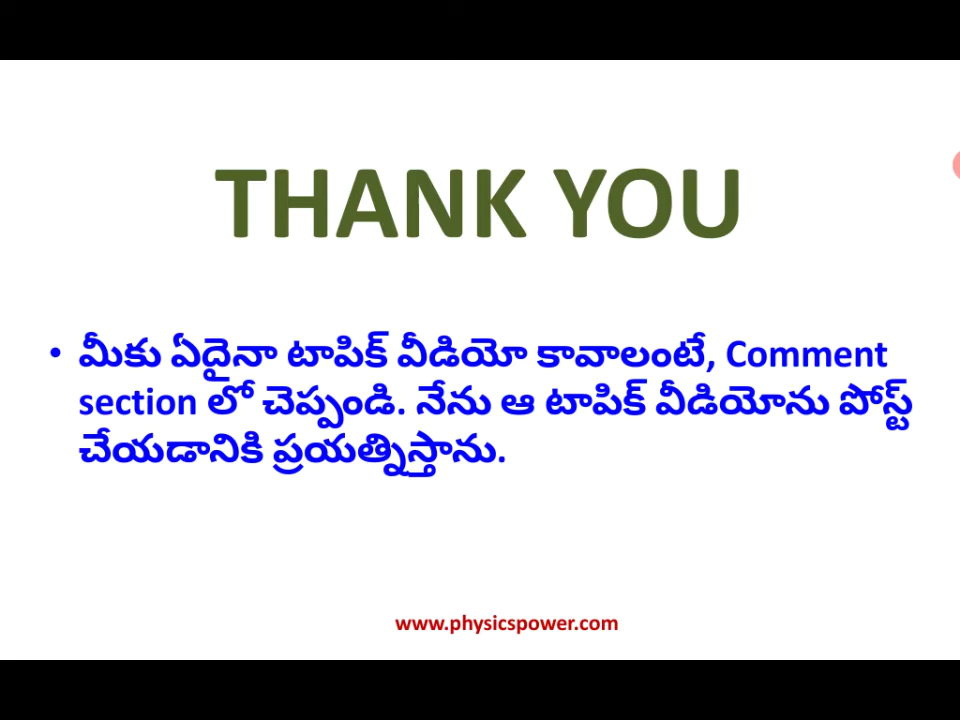 THANK YOU
• మీకు ఏదైనా టాపిక్ వీడియో కావాలంటే, Comment
section లో చెప్పండి. నేను ఆ టాపిక్ వీడియోను పోస్ట్
చేయడానికి ప్రయత్నిస్తాను.
www.physicspower.com